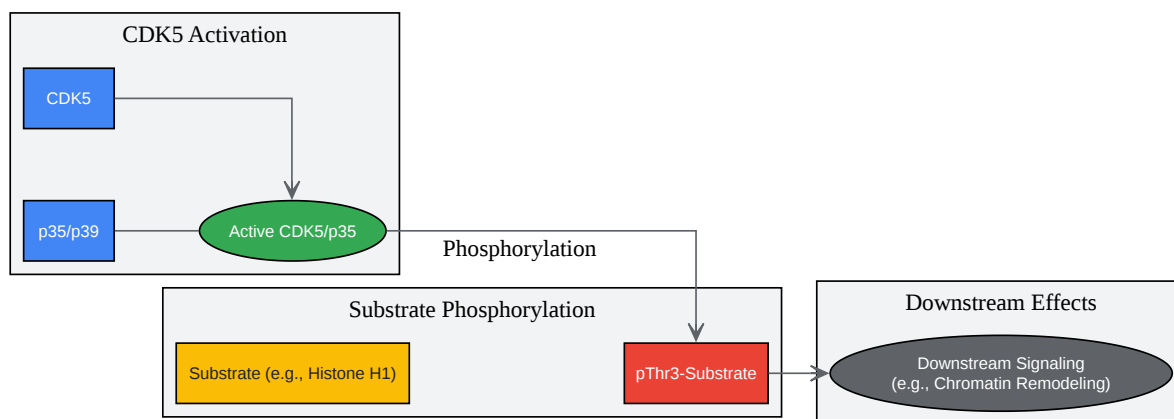 CDK5 Activation
CDK5
p35/p39
Active CDK5/p35
Phosphorylation
Substrate Phosphorylation
Substrate (e.g., Histone H1)
pThr3-Substrate
Downstream Effects
Downstream Signaling
(e.g., Chromatin Remodeling)